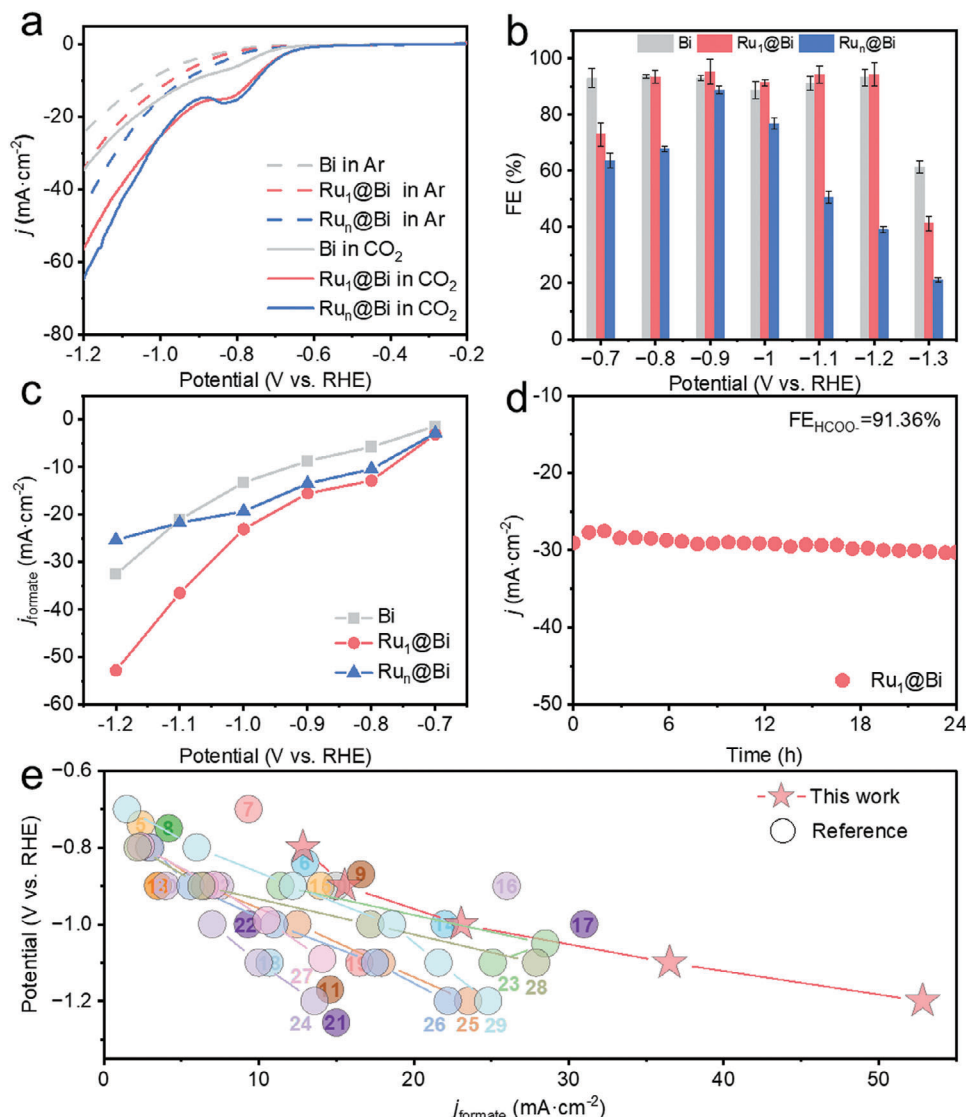 a
0
-20
-40
-60
-80
j (mA·cm-2)
Bi in Ar
Ru1@Bi in Ar
Run@Bi in Ar
Bi in CO2
Ru1@Bi in CO2
Run@Bi in CO2
-1.2 -1.0 -0.8 -0.6 -0.4 -0.2
Potential (V vs. RHE)
b
Bi Ru1@Bi Run@Bi
100
80
60
40
20
0
FE (%)
−0.7 −0.8 −0.9 −1 −1.1 −1.2 −1.3
Potential (V vs. RHE)
c
0
-10
-20
-30
-40
-50
-60
jformate (mA·cm-2)
Bi
Ru1@Bi
Run@Bi
-1.2 -1.1 -1.0 -0.9 -0.8 -0.7
Potential (V vs. RHE)
d
-10
-20
-30
-40
-50
j (mA·cm-2)
FEHCOO-=91.36%
Ru1@Bi
0 6 12 18 24
Time (h)
e
−0.6
−0.8
−1.0
−1.2
Potential (V vs. RHE)
This work
Reference
7
5
8
6
9
16
22
17
27
11
23
28
24
21
26
25
29
0 10 20 30 40 50
jformate (mA·cm-2)